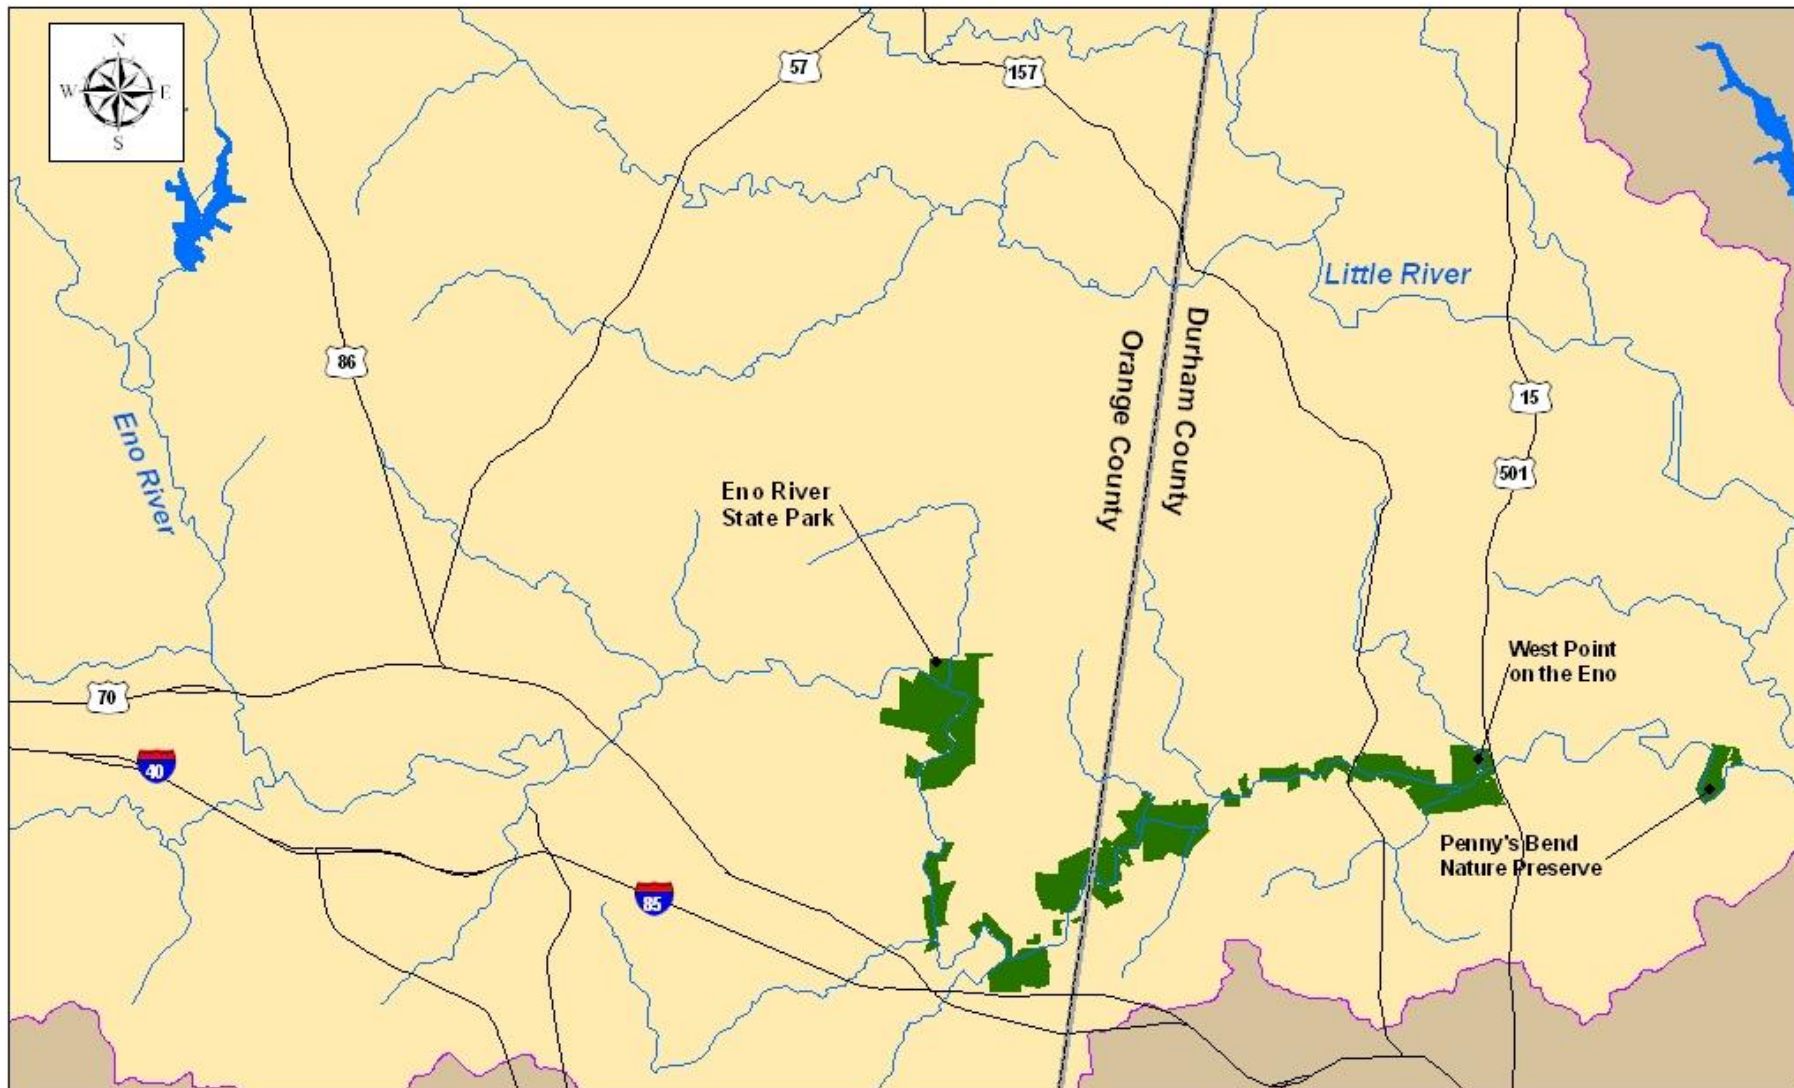 N
W E
S
57
157
Little River
86
Eno River
Orange County
Durham County
15
501
Eno River
State Park
West Point
on the Eno
70
40
85
Penny's Bend
Nature Preserve